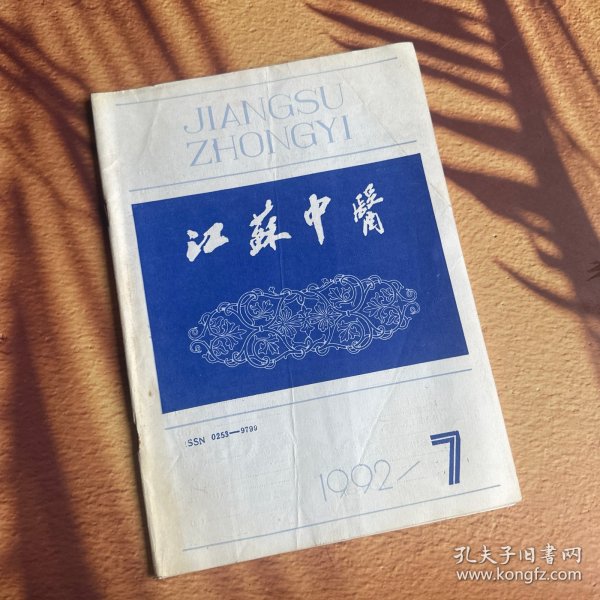 JIANGSU
ZHONGYI
江蘇中醫
ISSN 0253—9799
1992/7
孔夫子旧書网
www.kongfz.com